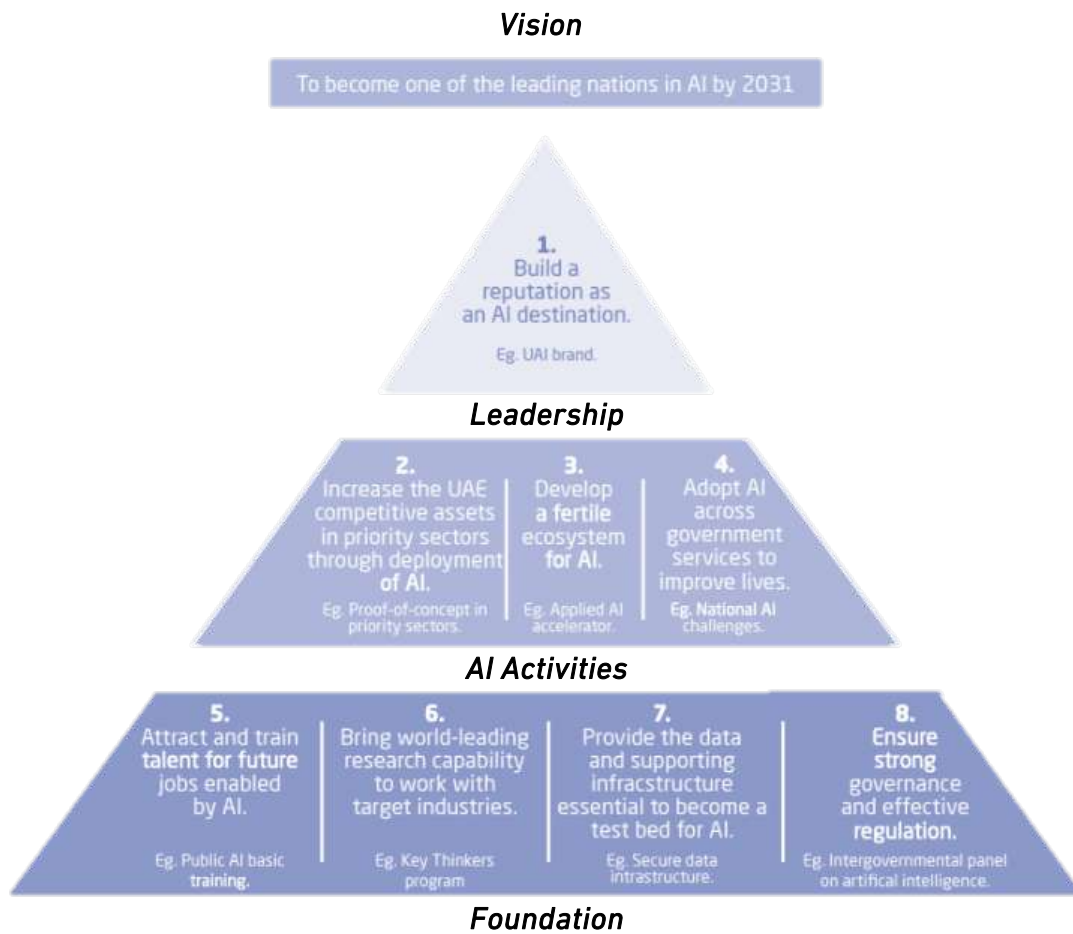 Vision
To become one of the leading nations in AI by 2031
1.
Build a
reputation as
an AI destination.
Eg. UAI brand.
Leadership
2.
Increase the UAE
competitive assets
in priority sectors
through deployment
of AI.
Eg. Proof-of-concept in
priority sectors.
3.
Develop
a fertile
ecosystem
for AI.
Eg. Applied AI
accelerator.
4.
Adopt AI
across
government
services to
improve lives.
Eg. National AI
challenges.
AI Activities
5.
Attract and train
talent for future
jobs enabled
by AI.
Eg. Public AI basic
training.
6.
Bring world-leading
research capability
to work with
target industries.
Eg. Key Thinkers
program
7.
Provide the data
and supporting
infracstructure
essential to become a
test bed for AI.
Eg. Secure data
intrastructure.
8.
Ensure
strong
governance
and effective
regulation.
Eg. Intergovernmental panel
on artifical intelligence.
Foundation